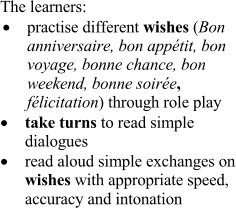 The learners:
• practise different wishes (Bon
anniversaire, bon appétit, bon
voyage, bonne chance, bon
weekend, bonne soirée,
félicitation) through role play
• take turns to read simple
dialogues
• read aloud simple exchanges on
wishes with appropriate speed,
accuracy and intonation